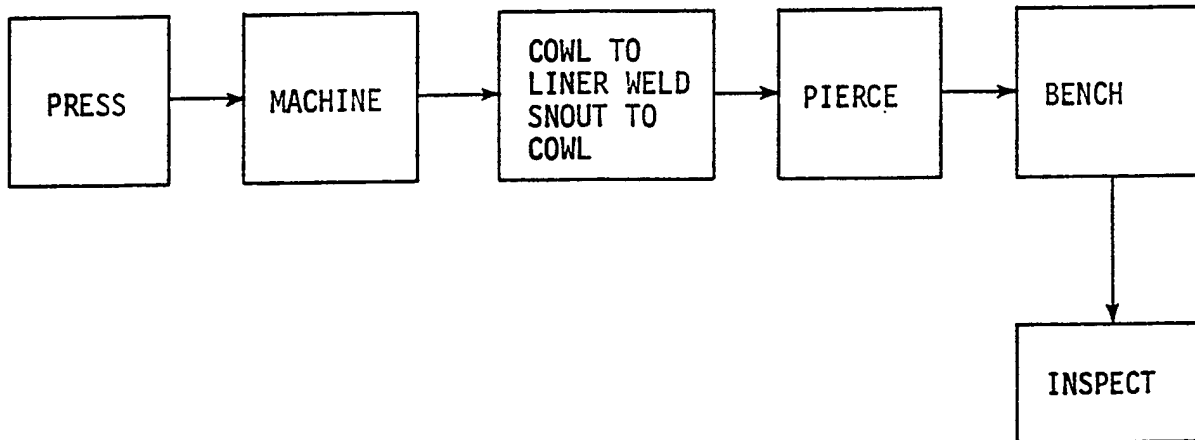 PRESS
MACHINE
COWL TO
LINER WELD
SNOUT TO
COWL
PIERCE
BENCH
INSPECT